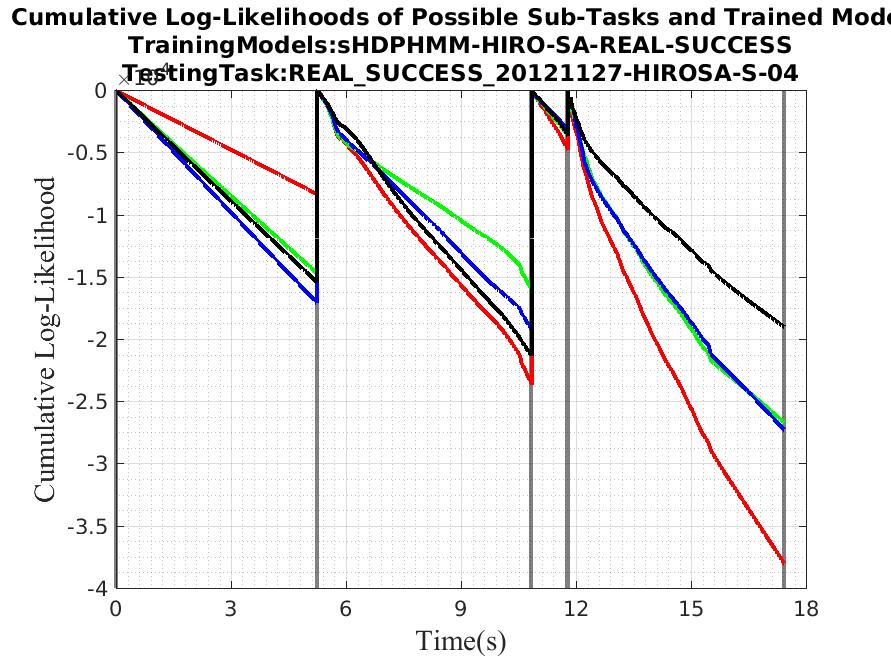 Cumulative Log-Likelihoods of Possible Sub-Tasks and Trained Mode
TrainingModels:sHDPHMM-HIRO-SA-REAL-SUCCESS
TestingTask:REAL_SUCCESS_20121127-HIROSA-S-04
×10^4
0
-0.5
-1
-1.5
-2
-2.5
-3
-3.5
-4
Cumulative Log-Likelihood
0 3 6 9 12 15 18
Time(s)